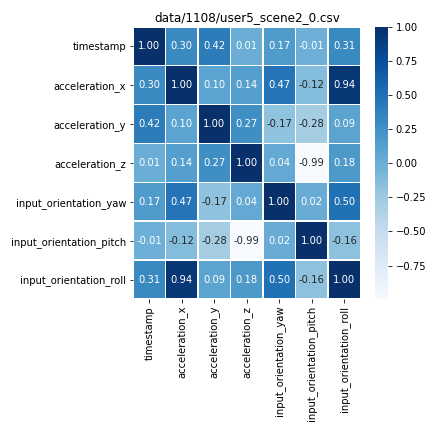 data/1108/user5_scene2_0.csv
timestamp 1.00 0.30 0.42 0.01 0.17 -0.01 0.31
acceleration_x 0.30 1.00 0.10 0.14 0.47 -0.12 0.94
acceleration_y 0.42 0.10 1.00 0.27 -0.17 -0.28 0.09
acceleration_z 0.01 0.14 0.27 1.00 0.04 -0.99 0.18
input_orientation_yaw 0.17 0.47 -0.17 0.04 1.00 0.02 0.50
input_orientation_pitch -0.01 -0.12 -0.28 -0.99 0.02 1.00 -0.16
input_orientation_roll 0.31 0.94 0.09 0.18 0.50 -0.16 1.00
timestamp
acceleration_x
acceleration_y
acceleration_z
input_orientation_yaw
input_orientation_pitch
input_orientation_roll
1.00
0.75
0.50
0.25
0.00
−0.25
−0.50
−0.75